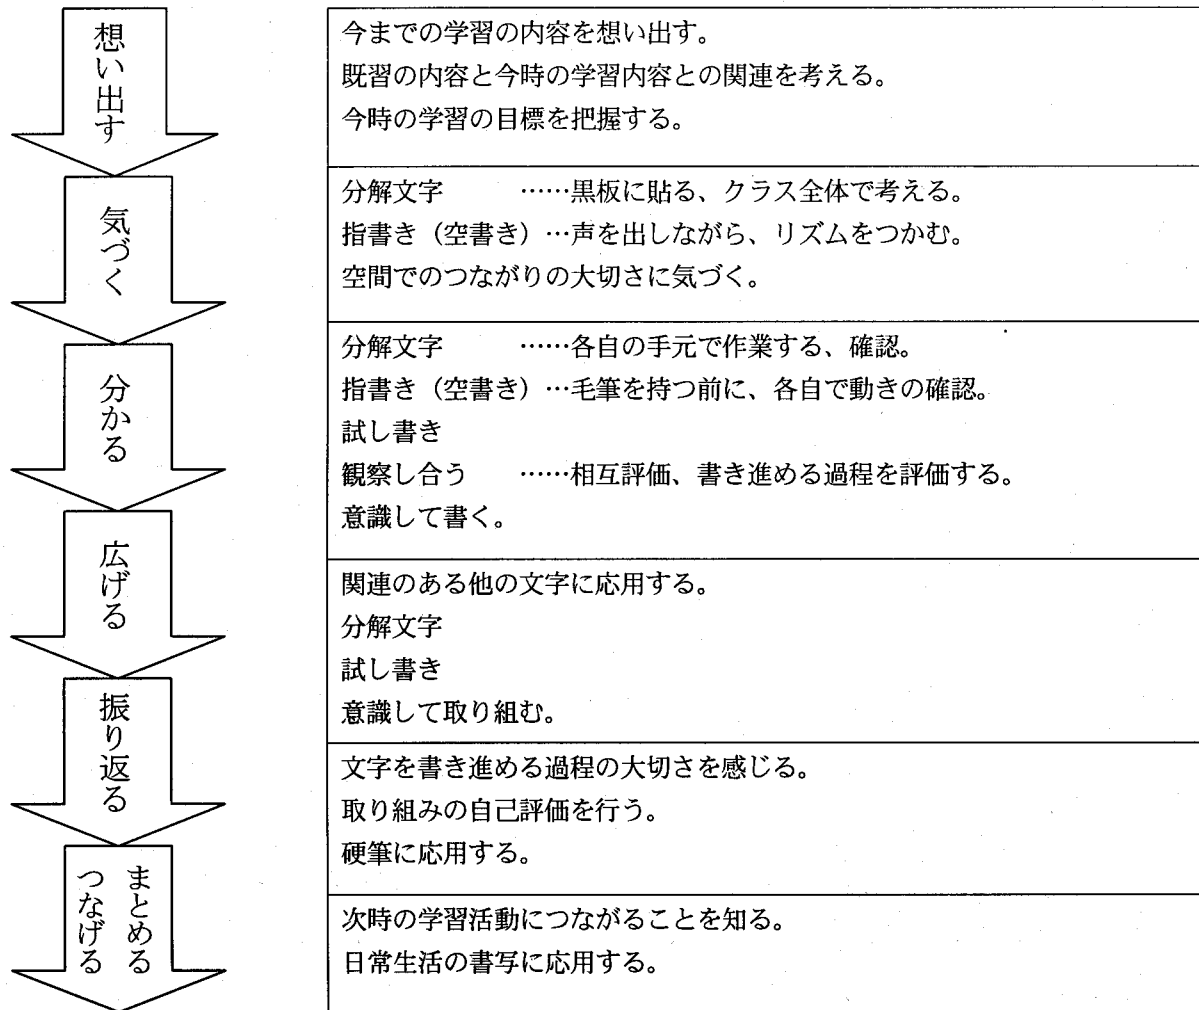 想い出す
今までの学習の内容を想い出す。
既習の内容と今時の学習内容との関連を考える。
今時の学習の目標を把握する。
気づく
分解文字　　　……黒板に貼る、クラス全体で考える。
指書き（空書き）…声を出しながら、リズムをつかむ。
空間でのつながりの大切さに気づく。
分かる
分解文字　　　……各自の手元で作業する、確認。
指書き（空書き）…毛筆を持つ前に、各自で動きの確認。
試し書き
観察し合う　　……相互評価、書き進める過程を評価する。
意識して書く。
広げる
関連のある他の文字に応用する。
分解文字
試し書き
意識して取り組む。
振り返る
文字を書き進める過程の大切さを感じる。
取り組みの自己評価を行う。
硬筆に応用する。
まとめる
つなげる
次時の学習活動につながることを知る。
日常生活の書写に応用する。